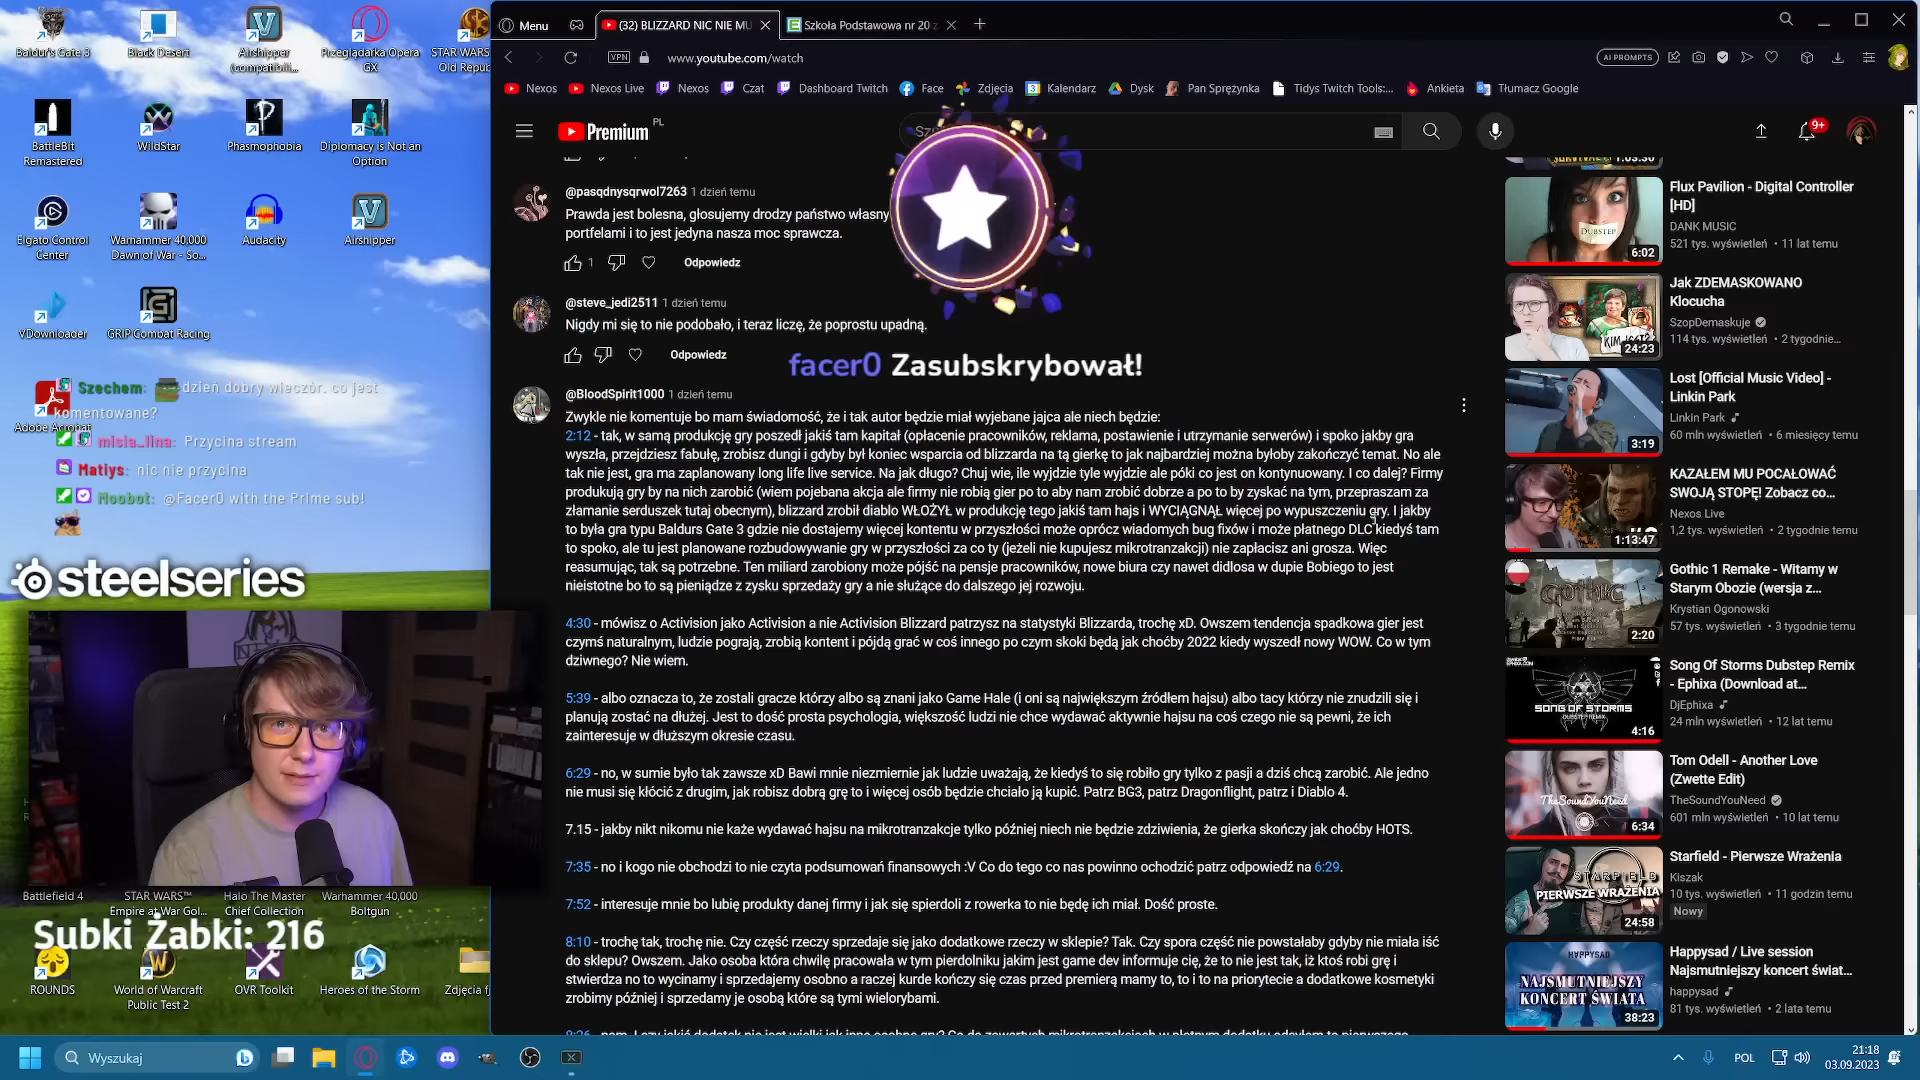 Baldur's Gate 3
Black Desert
Airshipper
(compatibili...
Przeglądarka Opera
GX
STAR WARS
Old Repub
BattleBit
Remastered
WildStar
Phasmophobia
Diplomacy is Not an
Option
Elgato Control
Center
Warhammer 40,000
Dawn of War - So...
Audacity
Airshipper
VDownloader
GRIP Combat Racing
Adobe Acrobat
Szechem: dzień dobry wieczór. co jest
komentowane?
misia_lina: Przycina stream
Matiys: nic nie przycina
Moobot: @Facer0 with the Prime sub!
steelseries
Battlefield 4
STAR WARS™
Empire at War Gol...
Halo The Master
Chief Collection
Warhammer 40,000
Boltgun
Subki Żabki: 216
ROUNDS
World of Warcraft
Public Test 2
OVR Toolkit
Heroes of the Storm
Zdjęcia f
Menu
(32) BLIZZARD NIC NIE MU
Szkoła Podstawowa nr 20 z
VPN
www.youtube.com/watch
AI PROMPTS
Nexos
Nexos Live
Nexos
Czat
Dashboard Twitch
Face
Zdjęcia
Kalendarz
Dysk
Pan Sprężynka
Tidys Twitch Tools:...
Ankieta
Tłumacz Google
Premium PL
9+
@pasqdnysqrwol7263 1 dzień temu
Prawda jest bolesna, głosujemy drodzy państwo własny
portfelami i to jest jedyna nasza moc sprawcza.
1
Odpowiedz
@steve_jedi2511 1 dzień temu
Nigdy mi się to nie podobało, i teraz liczę, że poprostu upadną.
Odpowiedz
facer0 Zasubskrybował!
@BloodSpirit1000 1 dzień temu
Zwykle nie komentuje bo mam świadomość, że i tak autor będzie miał wyjebane jajca ale niech będzie:
2:12 - tak, w samą produkcję gry poszedł jakiś tam kapitał (opłacenie pracowników, reklama, postawienie i utrzymanie serwerów) i spoko jakby gra
wyszła, przejdziesz fabułę, zrobisz dungi i gdyby był koniec wsparcia od blizzarda na tą gierkę to jak najbardziej można byłoby zakończyć temat. No ale
tak nie jest, gra ma zaplanowany long life live service. Na jak długo? Chuj wie, ile wyjdzie tyle wyjdzie ale póki co jest on kontynuowany. I co dalej? Firmy
produkują gry by na nich zarobić (wiem pojebana akcja ale firmy nie robią gier po to aby nam zrobić dobrze a po to by zyskać na tym, przepraszam za
złamanie serduszek tutaj obecnym), blizzard zrobił diablo WŁOŻYŁ w produkcję tego jakiś tam hajs i WYCIĄGNĄŁ więcej po wypuszczeniu gry. I jakby
to była gra typu Baldurs Gate 3 gdzie nie dostajemy więcej kontentu w przyszłości może oprócz wiadomych bug fixów i może płatnego DLC kiedyś tam
to spoko, ale tu jest planowane rozbudowywanie gry w przyszłości za co ty (jeżeli nie kupujesz mikrotranzakcji) nie zapłacisz ani grosza. Więc
reasumując, tak są potrzebne. Ten miliard zarobiony może pójść na pensje pracowników, nowe biura czy nawet didlosa w dupie Bobiego to jest
nieistotne bo to są pieniądze z zysku sprzedaży gry a nie służące do dalszego jej rozwoju.
4:30 - mówisz o Activision jako Activision a nie Activision Blizzard patrzysz na statystyki Blizzarda, trochę xD. Owszem tendencja spadkowa gier jest
czymś naturalnym, ludzie pograją, zrobią kontent i pójdą grać w coś innego po czym skoki będą jak choćby 2022 kiedy wyszedł nowy WOW. Co w tym
dziwnego? Nie wiem.
5:39 - albo oznacza to, że zostali gracze którzy albo są znani jako Game Hale (i oni są największym źródłem hajsu) albo tacy którzy nie znudzili się i
planują zostać na dłużej. Jest to dość prosta psychologia, większość ludzi nie chce wydawać aktywnie hajsu na coś czego nie są pewni, że ich
zainteresuje w dłuższym okresie czasu.
6:29 - no, w sumie było tak zawsze xD Bawi mnie niezmiernie jak ludzie uważają, że kiedyś to się robiło gry tylko z pasji a dziś chcą zarobić. Ale jedno
nie musi się kłócić z drugim, jak robisz dobrą grę to i więcej osób będzie chciało ją kupić. Patrz BG3, patrz Dragonflight, patrz i Diablo 4.
7.15 - jakby nikt nikomu nie każe wydawać hajsu na mikrotranzakcje tylko później niech nie będzie zdziwienia, że gierka skończy jak choćby HOTS.
7:35 - no i kogo nie obchodzi to nie czyta podsumowań finansowych :V Co do tego co nas powinno ochodzić patrz odpowiedź na 6:29.
7:52 - interesuje mnie bo lubię produkty danej firmy i jak się spierdoli z rowerka to nie będę ich miał. Dość proste.
8:10 - trochę tak, trochę nie. Czy część rzeczy sprzedaje się jako dodatkowe rzeczy w sklepie? Tak. Czy spora część nie powstałaby gdyby nie miała iść
do sklepu? Owszem. Jako osoba która chwilę pracowała w tym pierdolniku jakim jest game dev informuje cię, że to nie jest tak, iż ktoś robi grę i
stwierdza no to wycinamy i sprzedajemy osobno a raczej kurde kończy się czas przed premierą mamy to, to i to na priorytecie a dodatkowe kosmetyki
zrobimy później i sprzedamy je osobą które są tymi wielorybami.
1:03:30
Flux Pavilion - Digital Controller
[HD]
DANK MUSIC
521 tys. wyświetleń • 11 lat temu
DUBSTEP
6:02
Jak ZDEMASKOWANO
Klocucha
SzopDemaskuje
114 tys. wyświetleń • 2 tygodnie...
24:23
Lost [Official Music Video] -
Linkin Park
Linkin Park
60 mln wyświetleń • 6 miesięcy temu
3:19
KAZAŁEM MU POCAŁOWAĆ
SWOJĄ STOPĘ! Zobacz co...
Nexos Live
1,2 tys. wyświetleń • 2 tygodnie temu
1:13:47
Gothic 1 Remake - Witamy w
Starym Obozie (wersja z...
Krystian Ogonowski
57 tys. wyświetleń • 3 tygodnie temu
GOTHIC
2:20
Song Of Storms Dubstep Remix
- Ephixa (Download at...
DjEphixa
24 mln wyświetleń • 12 lat temu
SONG OF STORMS
4:16
Tom Odell - Another Love
(Zwette Edit)
TheSoundYouNeed
601 mln wyświetleń • 10 lat temu
TheSoundYouNeed
6:34
Starfield - Pierwsze Wrażenia
Kiszak
10 tys. wyświetleń • 11 godzin temu
Nowy
STARFIELD
PIERWSZE WRAŻENIA
24:58
Happysad / Live session
Najsmutniejszy koncert świat...
happysad
81 tys. wyświetleń • 2 lata temu
HAPPYSAD
NAJSMUTNIEJSZY
KONCERT ŚWIATA
38:23
Wyszukaj
POL
21:18
03.09.2023